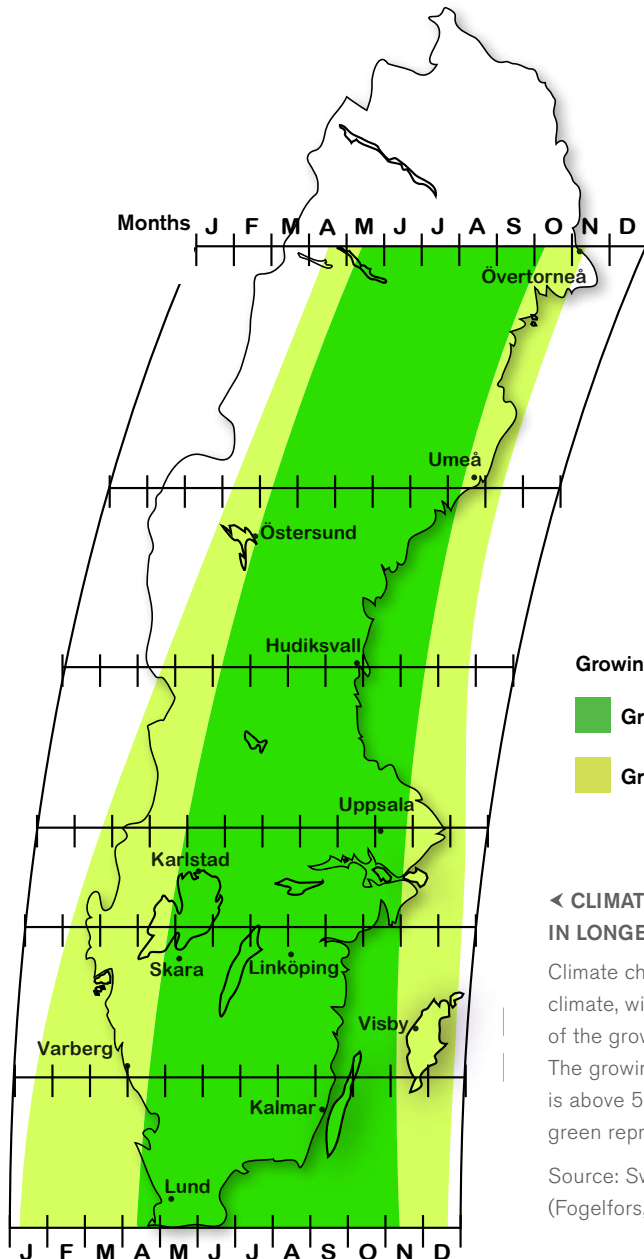 Months J F M A M J J A S O N D
Övertorneå
Umeå
Östersund
Hudiksvall
Growin
Gr
Gr
Uppsala
Karlstad
Skara
Linköping
Visby
Varberg
Kalmar
Lund
J F M A M J J A S O N D
< CLIMAT
IN LONGE
Climate ch
climate, wi
of the grow
The growin
is above 5
green repr
Source: Sv
(Fogelfors,